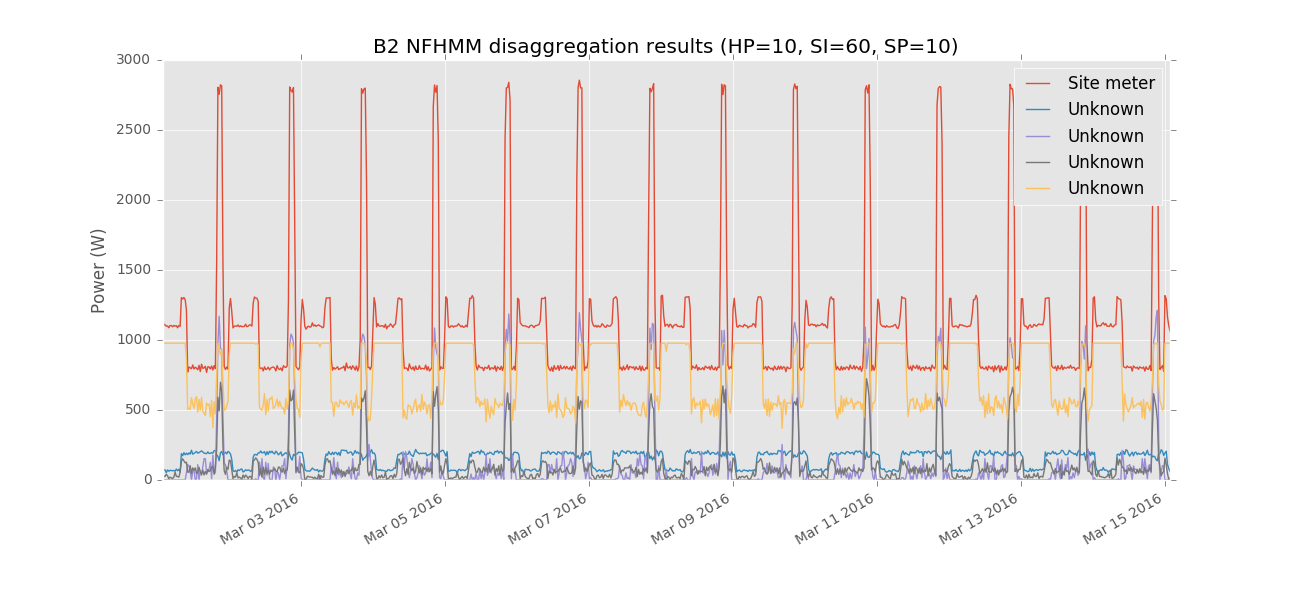 B2 NFHMM disaggregation results (HP=10, SI=60, SP=10)
3000
2500
2000
1500
1000
500
0
Power (W)
Site meter
Unknown
Unknown
Unknown
Unknown
Mar 03 2016
Mar 05 2016
Mar 07 2016
Mar 09 2016
Mar 11 2016
Mar 13 2016
Mar 15 2016